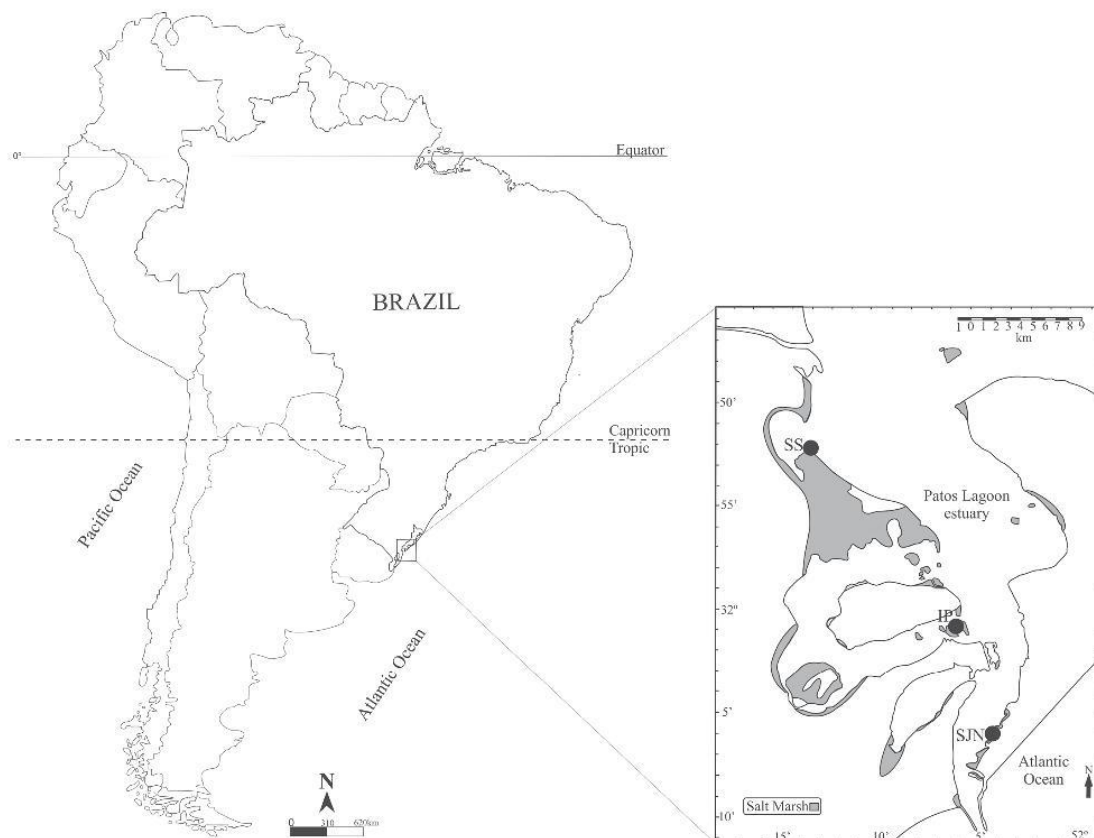 0°
Equator
BRAZIL
Capricorn
Tropic
Pacific Ocean
Atlantic Ocean
N
0 310 620km
1 0 1 2 3 4 5 6 7 8 9
km
50'
SS
Patos Lagoon
estuary
55'
32°
IP
5'
SJN
Atlantic
Ocean
N
Salt Marsh
10'
15' 10' 5' 52°